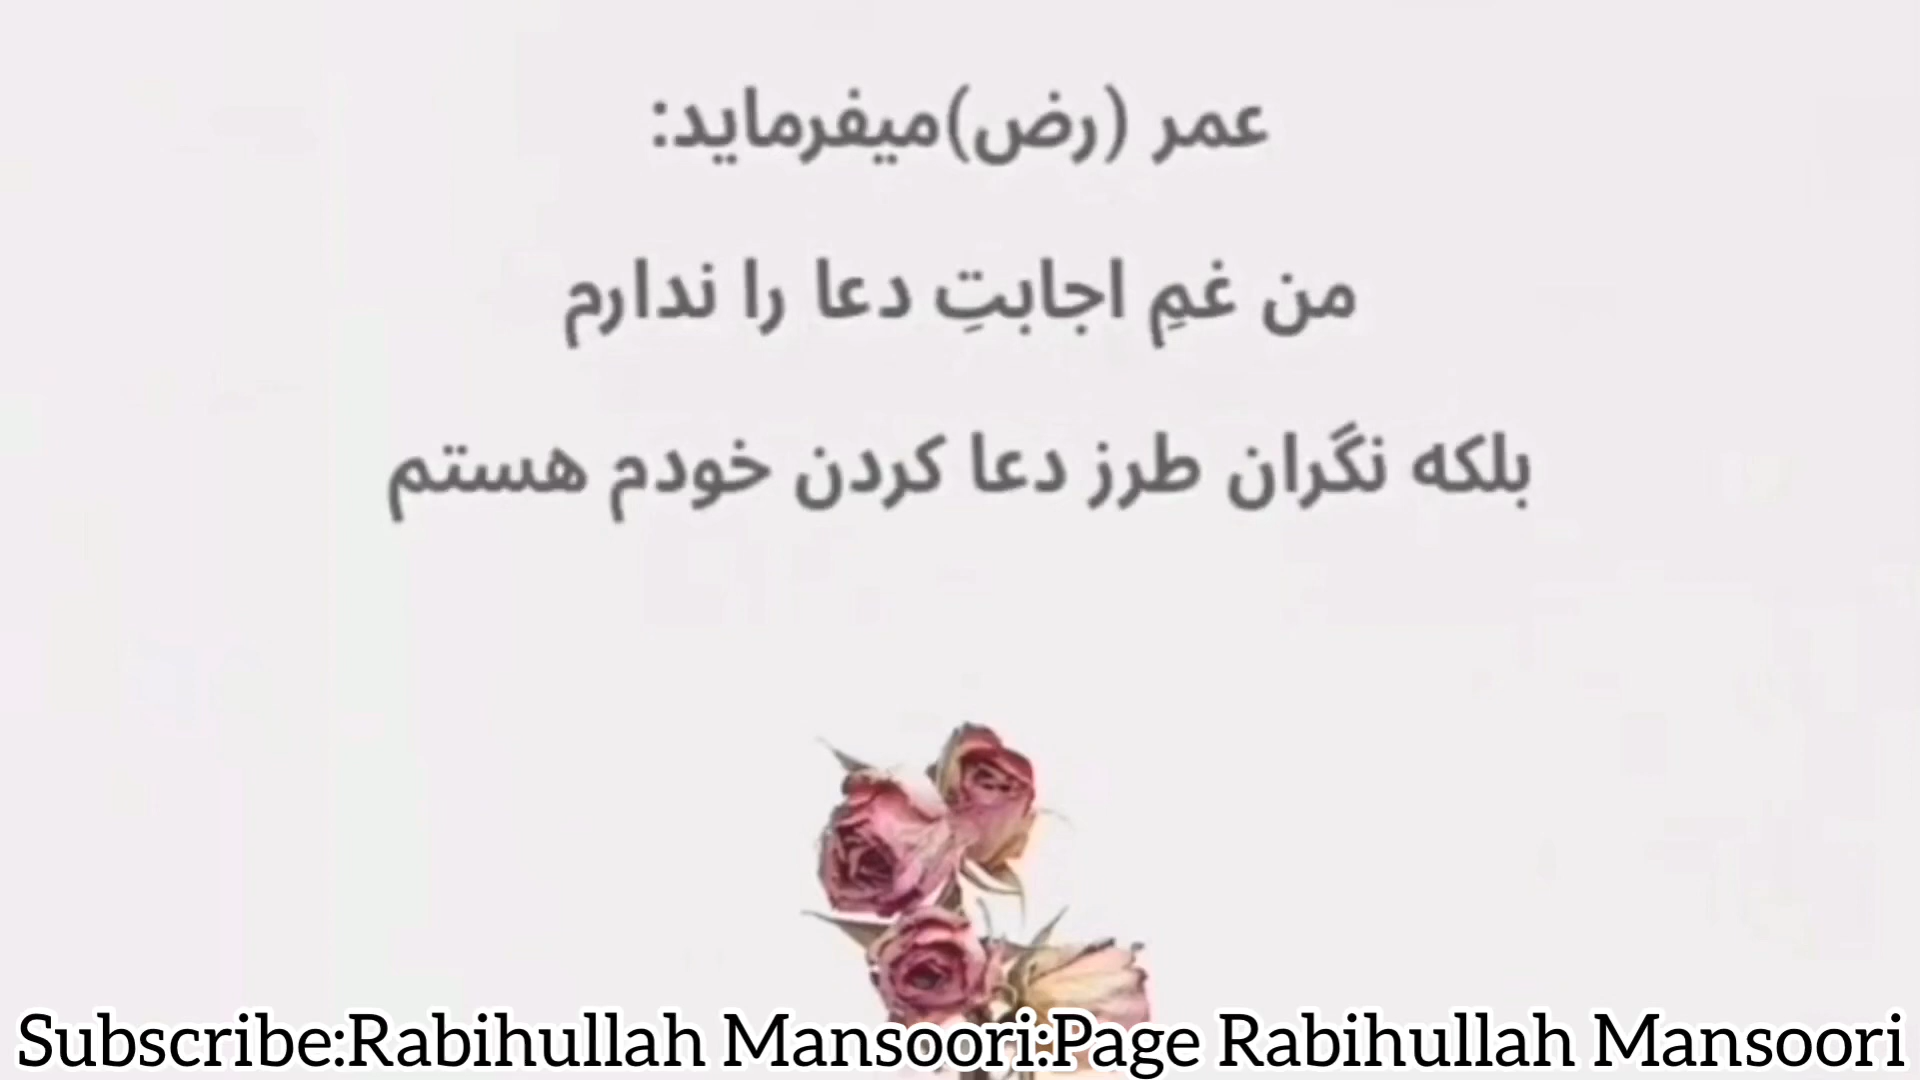 عمر (رض)میفرماید:
من غمِ اجابتِ دعا را ندارم
بلکه نگران طرز دعا کردن خودم هستم
Subscribe:Rabihullah Mansoori:Page Rabihullah Mansoori